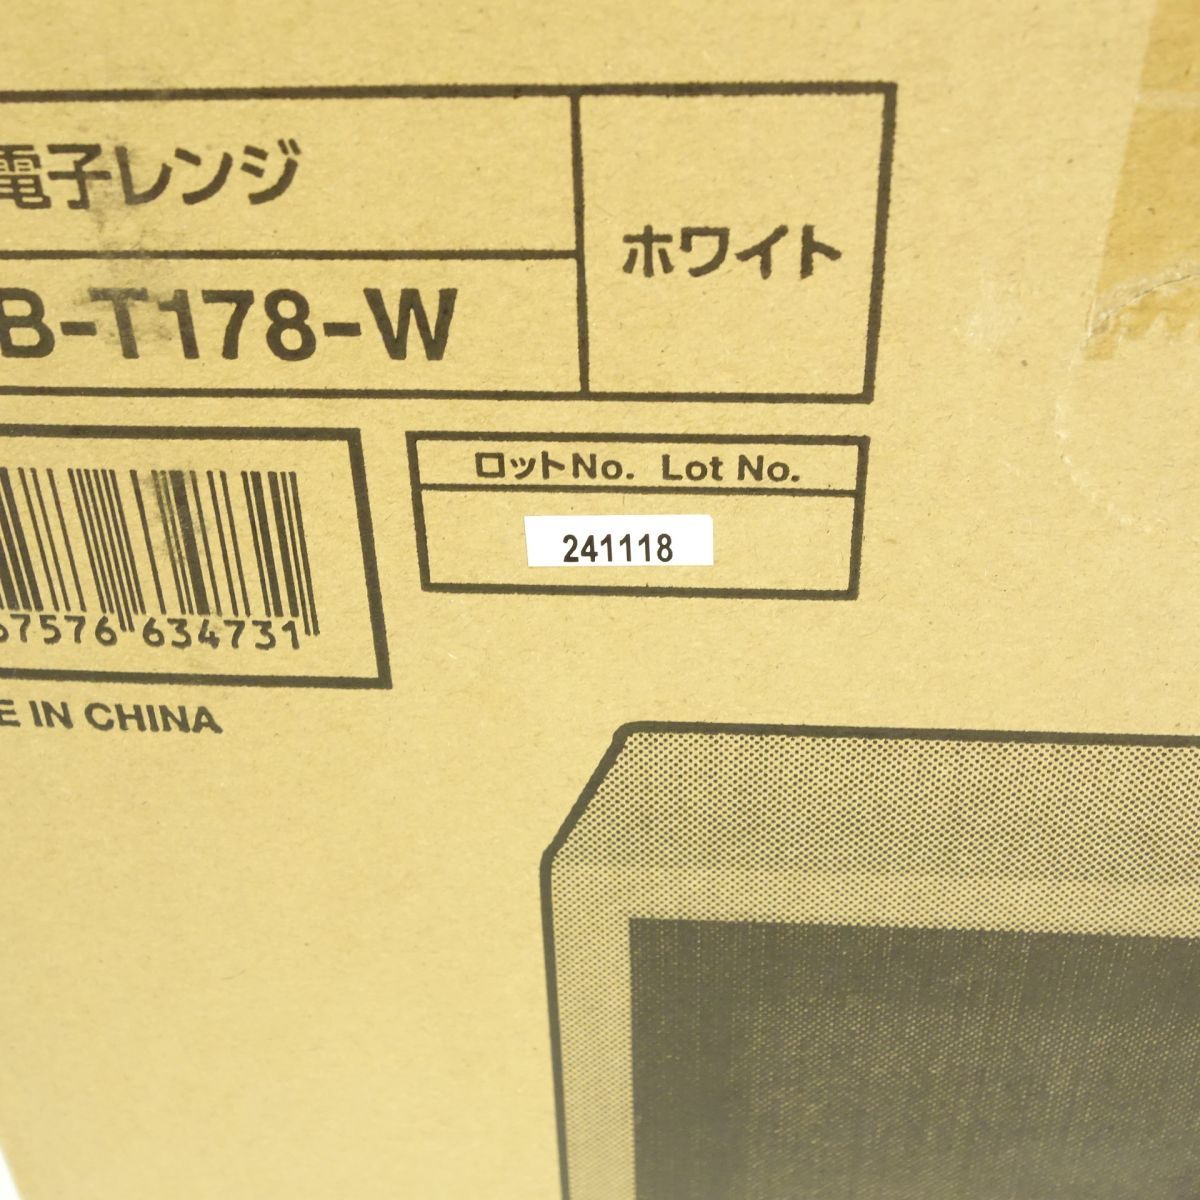 電子レンジ
ホワイト
B-T178-W
ロットNo. Lot No.
241118
67576 634731
E IN CHINA